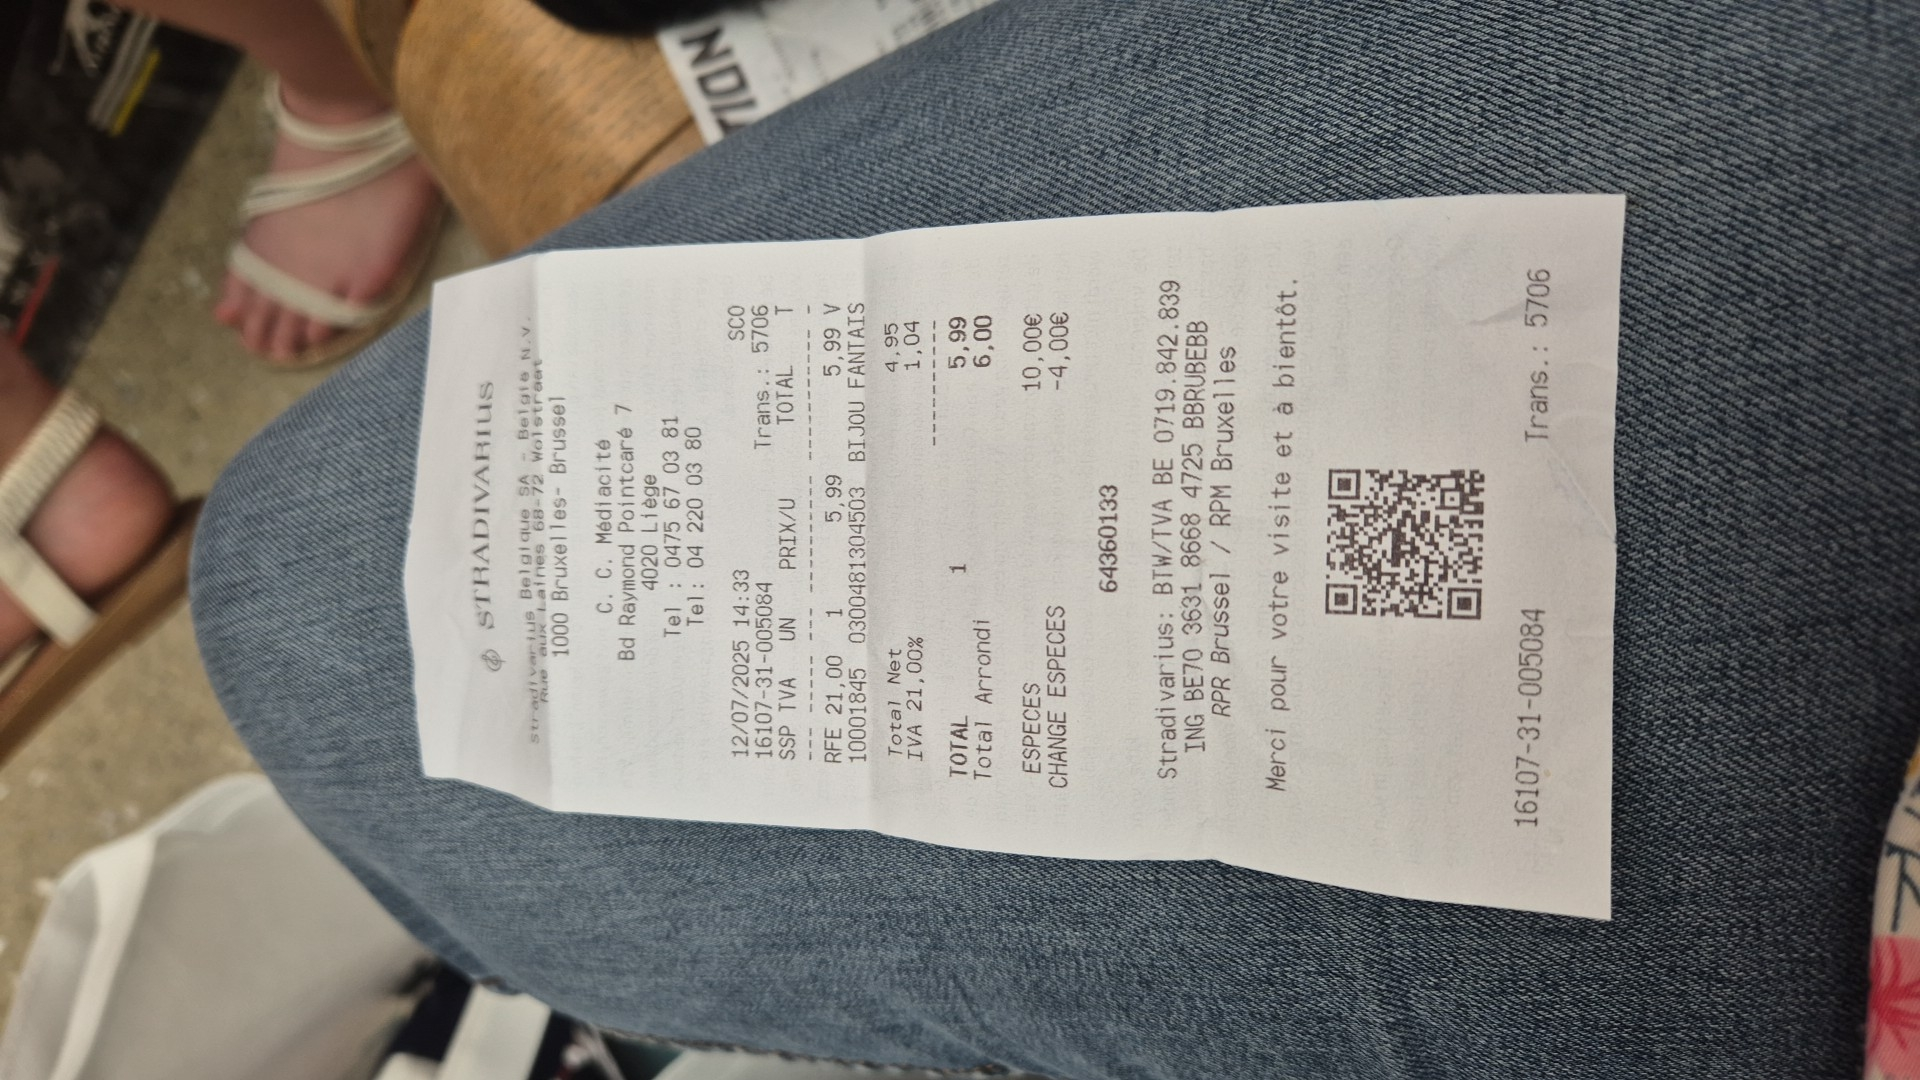 STRADIVARIUS
Stradivarius Belgique SA - Belgie N.V.
Rue aux Laines 68-72 Wolstraat
1000 Bruxelles- Brussel
C. C. Médiacité
Bd Raymond Pointcaré 7
4020 Liège
Tel : 0475 67 03 81
Tel: 04 220 03 80
12/07/2025 14:33 SCO
16107-31-005084 Trans.: 5706
SSP TVA UN PRIX/U TOTAL T
RFE 21,00 1 5,99 5,99 V
10001845 0300481304503 BIJOU FANTAIS
Total Net 4,95
IVA 21,00% 1,04
TOTAL 1 5,99
Total Arrondi 6,00
ESPECES 10,00€
CHANGE ESPECES -4,00€
64360133
Stradivarius: BTW/TVA BE 0719.842.839
ING BE70 3631 8668 4725 BBRUBEBB
RPR Brussel / RPM Bruxelles
Merci pour votre visite et à bientôt.
16107-31-005084 Trans.: 5706